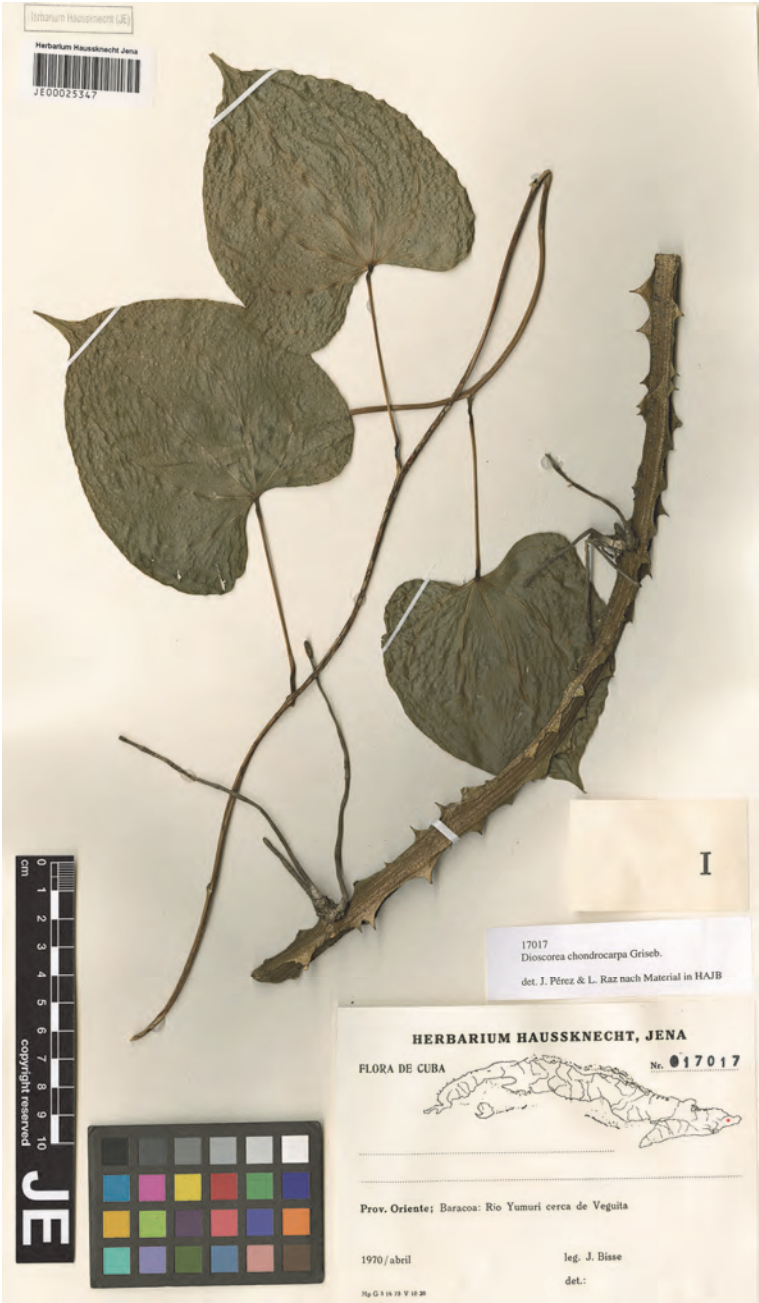 Herbarium Haussknecht (JE)
Herbarium Haussknecht Jena
JE00025347
I
17017
Dioscorea chondrocarpa Griseb.
det. J. Pérez & L. Raz nach Material in HAJB
HERBARIUM HAUSSKNECHT, JENA
FLORA DE CUBA
Nr. 017017
Prov. Oriente; Baracoa: Río Yumuri cerca de Veguita
1970/abril
leg. J. Bisse
det.:
0
cm
1
2
3
4
5
6
7
8
9
10
copyright reserved
JE